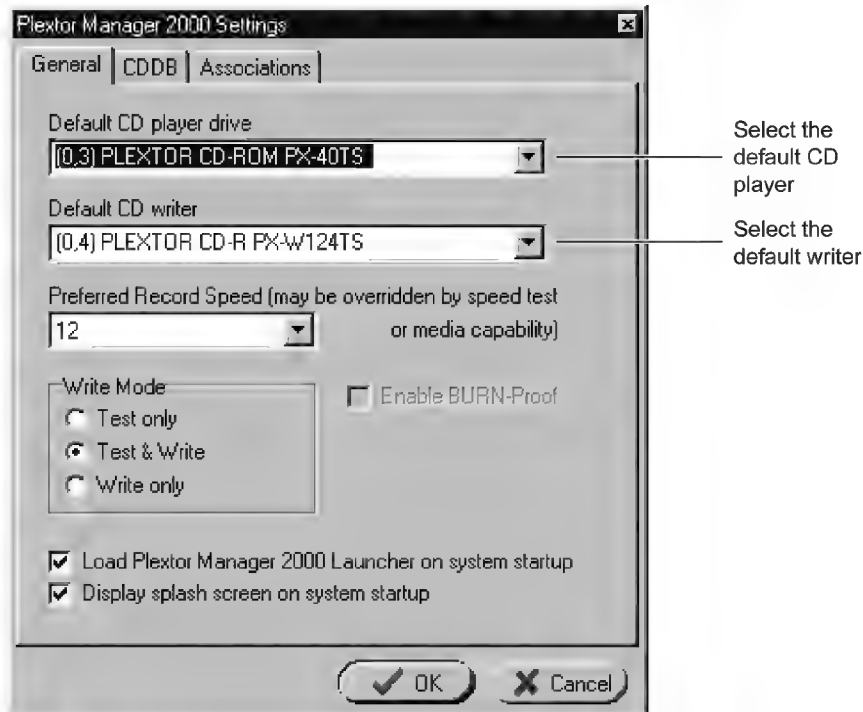 Plextor Manager 2000 Settings
General CDDB Associations
Default CD player drive
(0,3) PLEXTOR CD-ROM PX-40TS
Select the
default CD
player
Default CD writer
(0,4) PLEXTOR CD-R PX-W124TS
Select the
default writer
Preferred Record Speed (may be overridden by speed test
12 or media capability)
Write Mode
Enable BURN-Proof
Test only
Test & Write
Write only
Load Plextor Manager 2000 Launcher on system startup
Display splash screen on system startup
OK Cancel